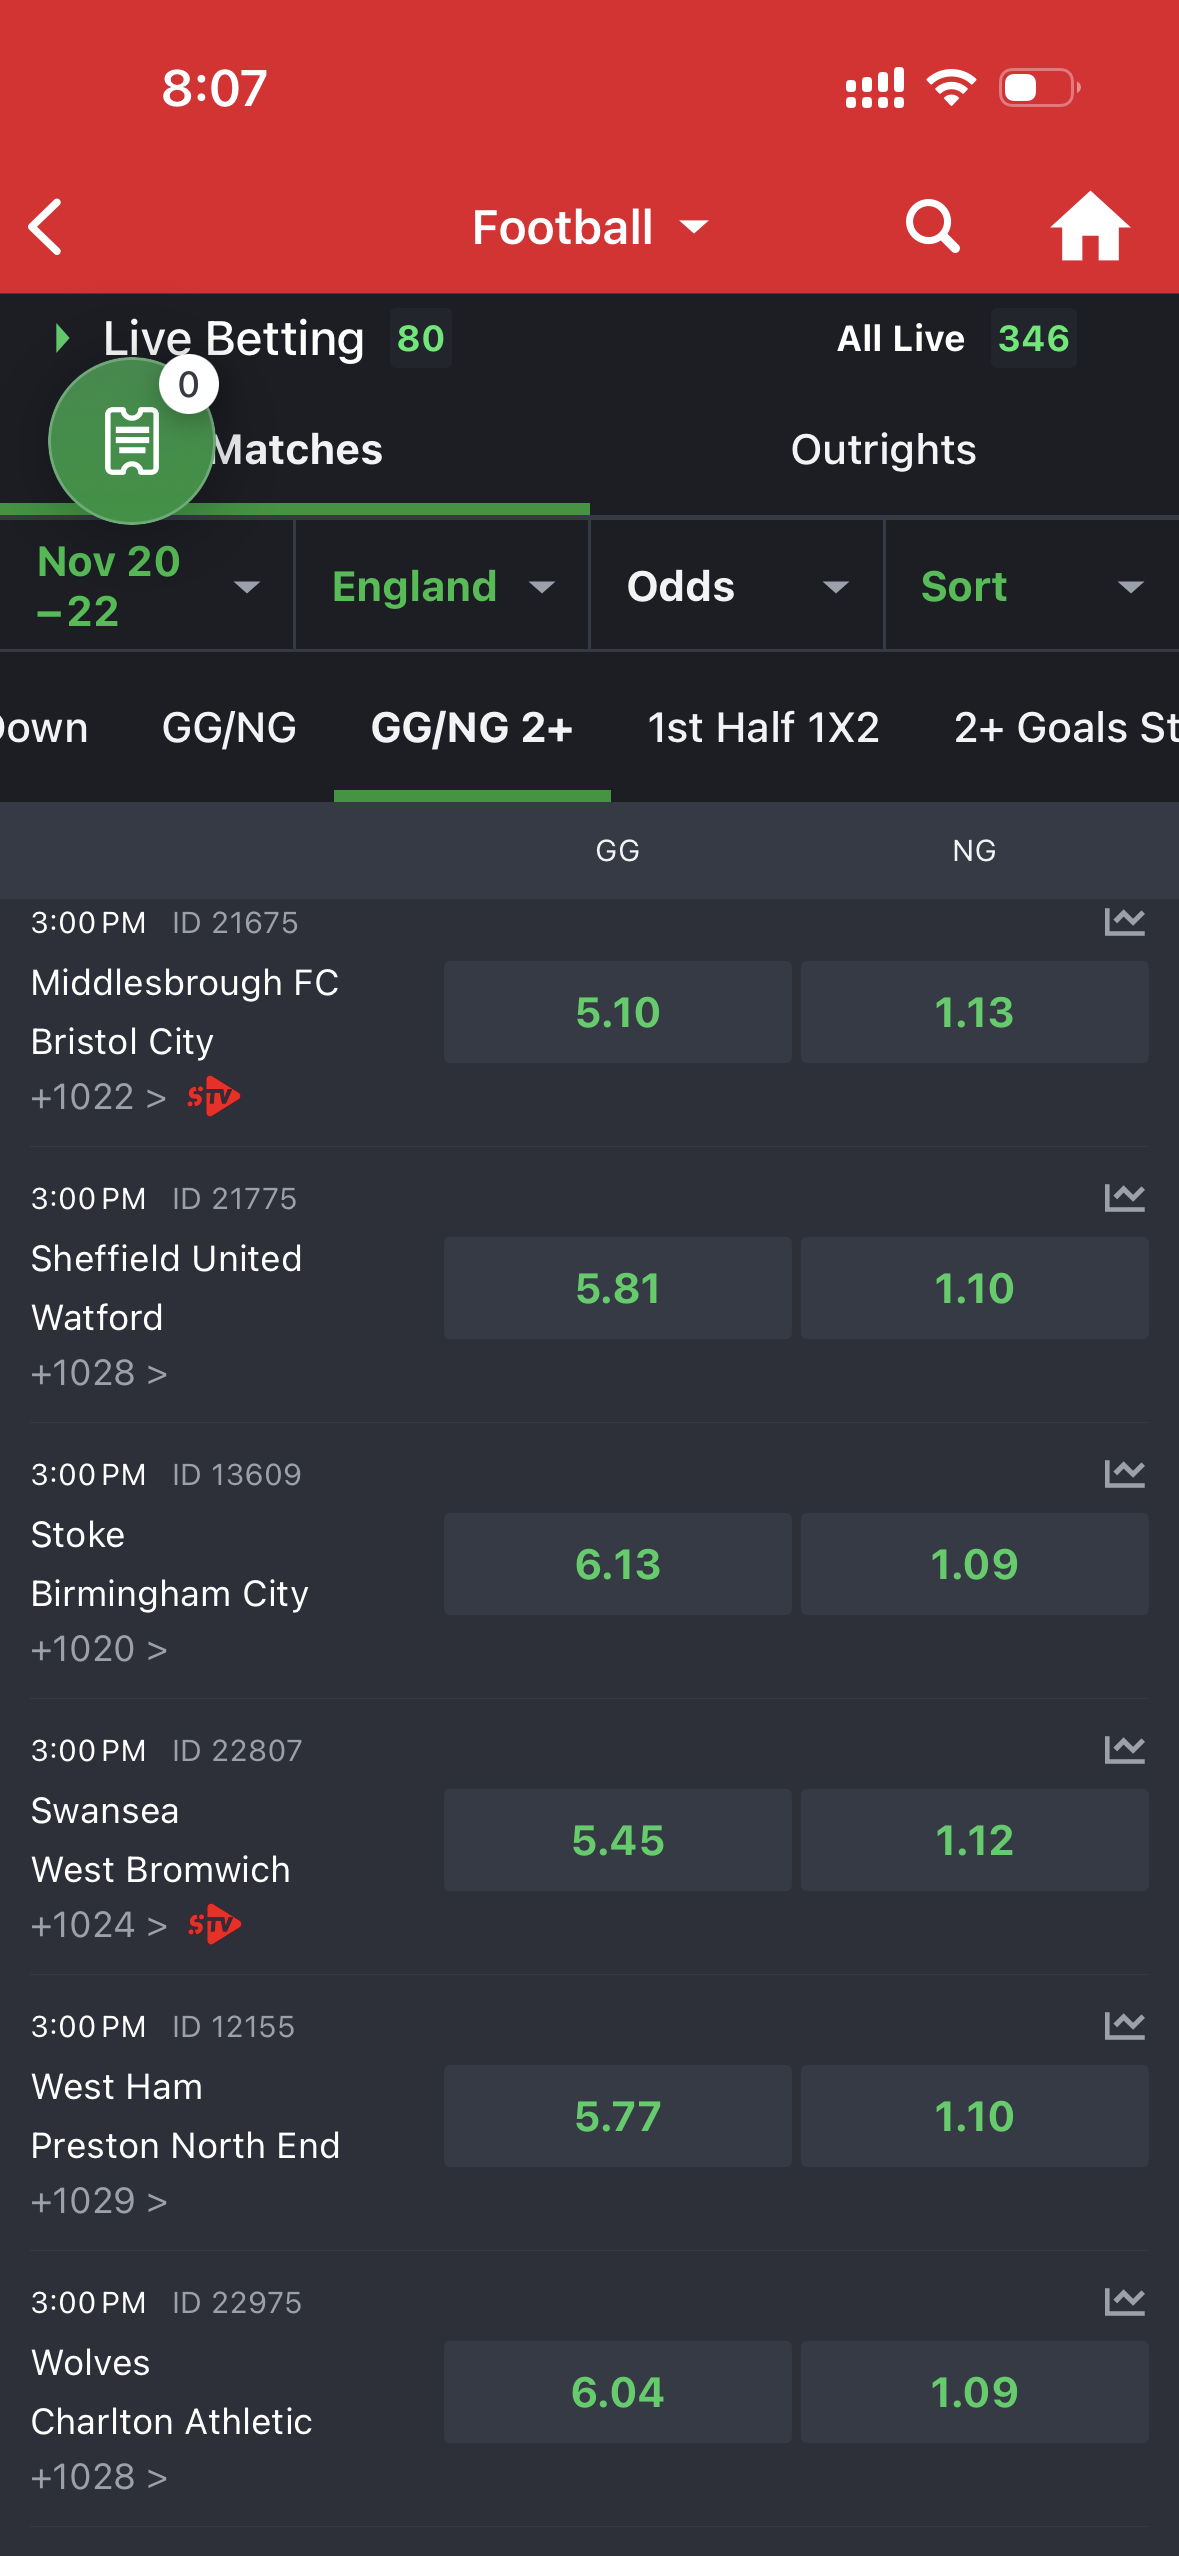 8:07
Football
Live Betting 80 All Live 346
0
Matches Outrights
Nov 20
–22
England Odds Sort
Down GG/NG GG/NG 2+ 1st Half 1X2 2+ Goals St
GG NG
3:00 PM ID 21675
Middlesbrough FC
Bristol City
5.10 1.13
+1022 > STV
3:00 PM ID 21775
Sheffield United
Watford
5.81 1.10
+1028 >
3:00 PM ID 13609
Stoke
Birmingham City
6.13 1.09
+1020 >
3:00 PM ID 22807
Swansea
West Bromwich
5.45 1.12
+1024 > STV
3:00 PM ID 12155
West Ham
Preston North End
5.77 1.10
+1029 >
3:00 PM ID 22975
Wolves
Charlton Athletic
6.04 1.09
+1028 >